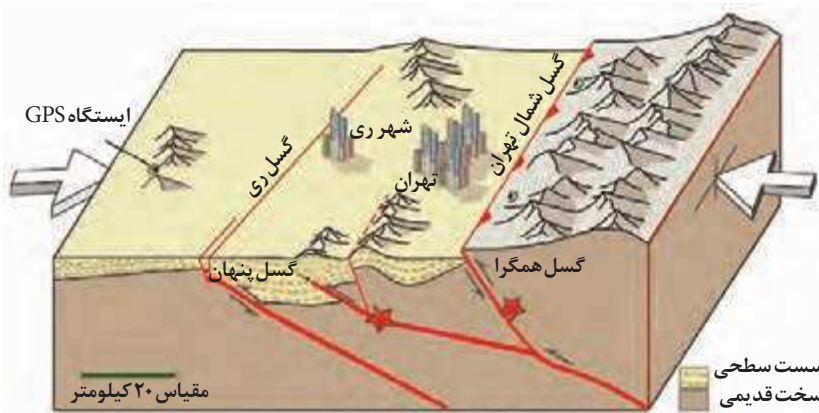 گسل شمال تهران
ایستگاه GPS
شهر ری
گسل ری
تهران
گسل همگرا
گسل پنهان
سست سطحی
سخت قدیمی
مقیاس ۲۰ کیلومتر